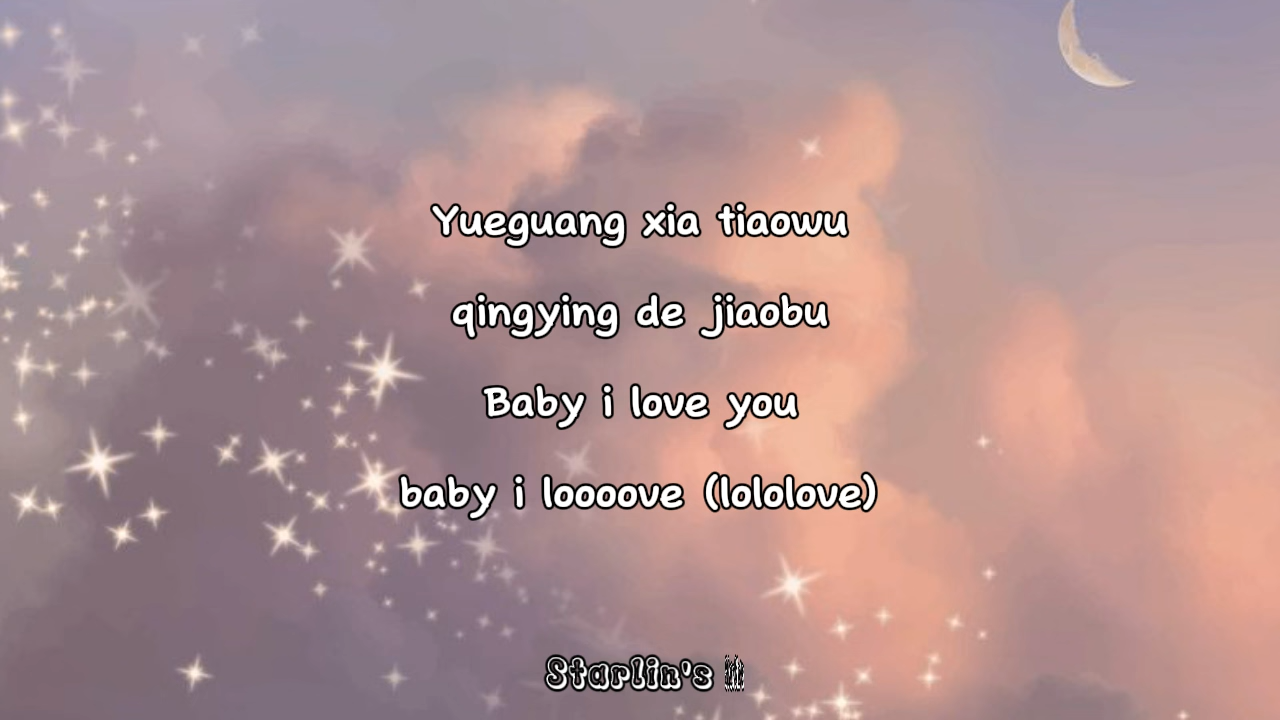 Yueguang xia tiaowu
qingying de jiaobu
Baby i love you
baby i loooove (lololove)
Starlin's